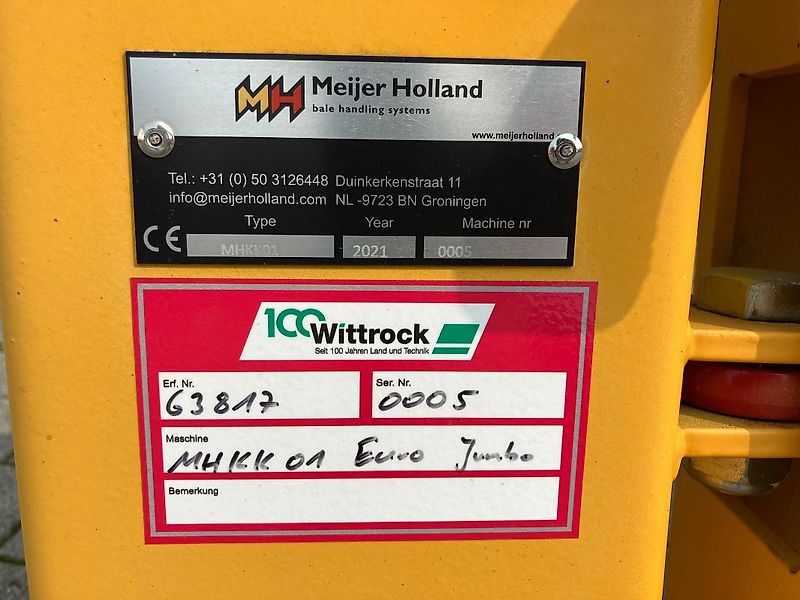 MH Meijer Holland
bale handling systems
www.meijerholland
Tel.: +31 (0) 50 3126448 Duinkerkenstraat 11
info@meijerholland.com NL -9723 BN Groningen
Type Year Machine nr
CE MHKK01 2021 0005
100 Wittrock
Seit 100 Jahren Land und Technik
Erf. Nr. Ser. Nr.
63817 0005
Maschine
MHKK 01 Euro Jumbo
Bemerkung